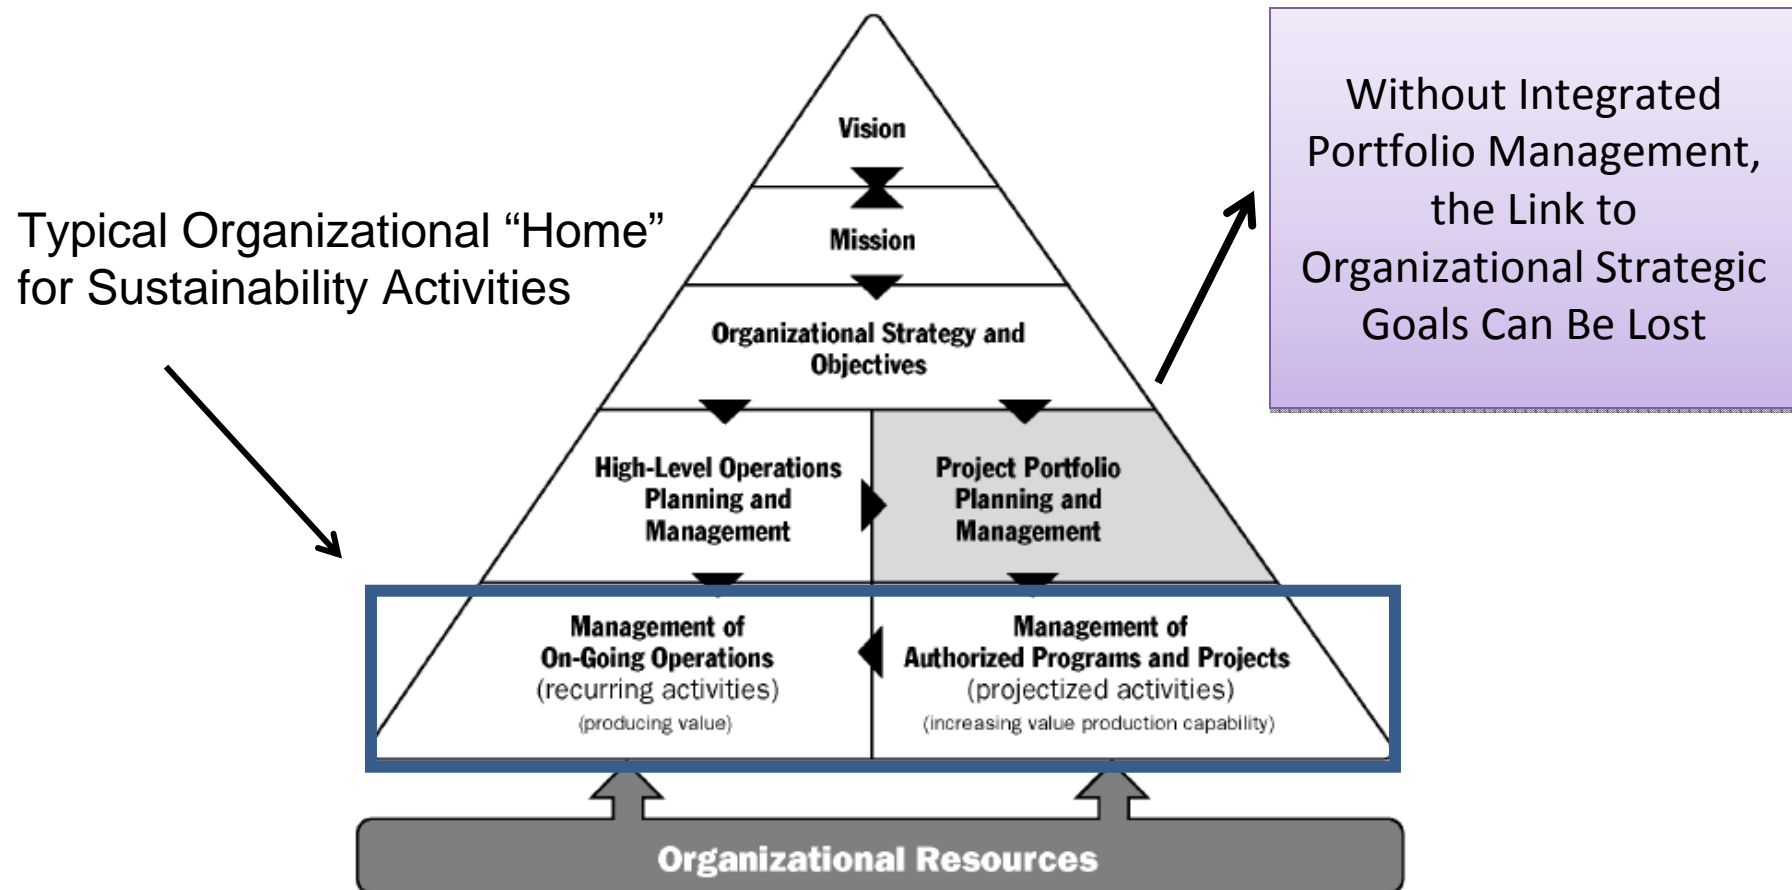 Vision
Mission
Typical Organizational “Home”
for Sustainability Activities
Without Integrated
Portfolio Management,
the Link to
Organizational Strategic
Goals Can Be Lost
Organizational Strategy and
Objectives
High-Level Operations
Planning and
Management
Project Portfolio
Planning and
Management
Management of
On-Going Operations
(recurring activities)
(producing value)
Management of
Authorized Programs and Projects
(projectized activities)
(increasing value production capability)
Organizational Resources